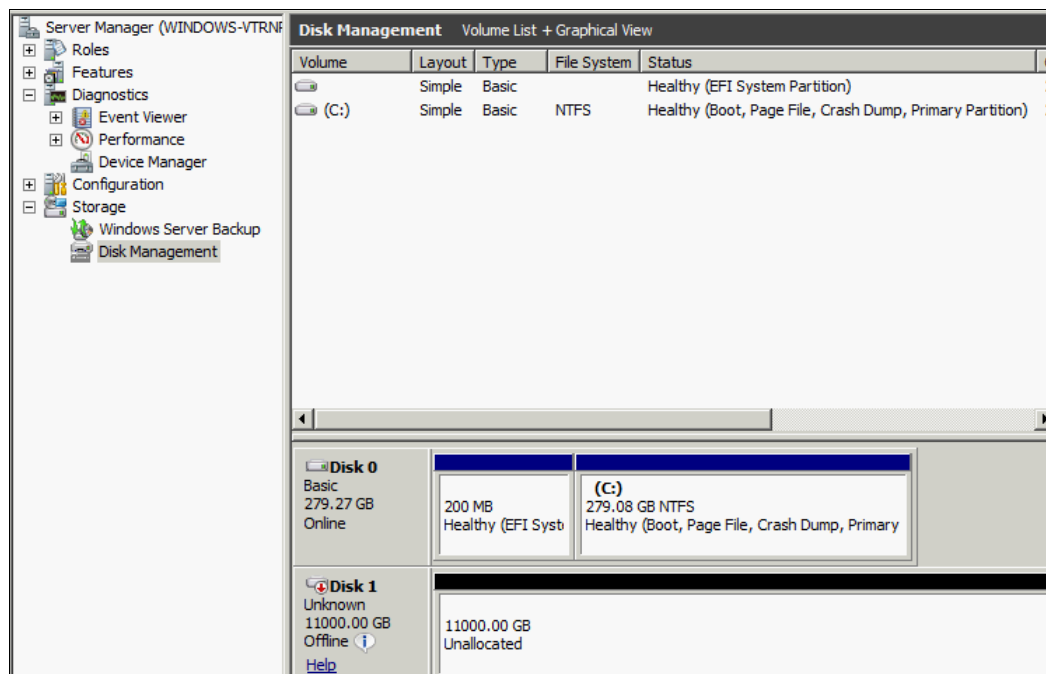 Server Manager (WINDOWS-VTRNF
Roles
Features
Diagnostics
Event Viewer
Performance
Device Manager
Configuration
Storage
Windows Server Backup
Disk Management
Disk Management Volume List + Graphical View
Volume Layout Type File System Status
Simple Basic Healthy (EFI System Partition)
(C:) Simple Basic NTFS Healthy (Boot, Page File, Crash Dump, Primary Partition)
Disk 0
Basic
279.27 GB
Online
200 MB
Healthy (EFI Syst
(C:)
279.08 GB NTFS
Healthy (Boot, Page File, Crash Dump, Primary
Disk 1
Unknown
11000.00 GB
Offline
Help
11000.00 GB
Unallocated